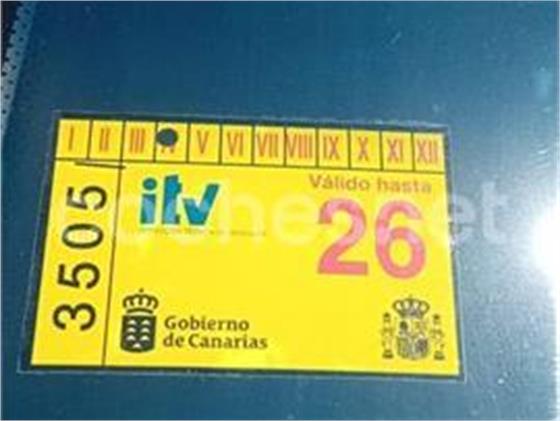 I II III IV V VI VII VIII IX X XI XII
3505
itv
Válido hasta
26
Gobierno
de Canarias